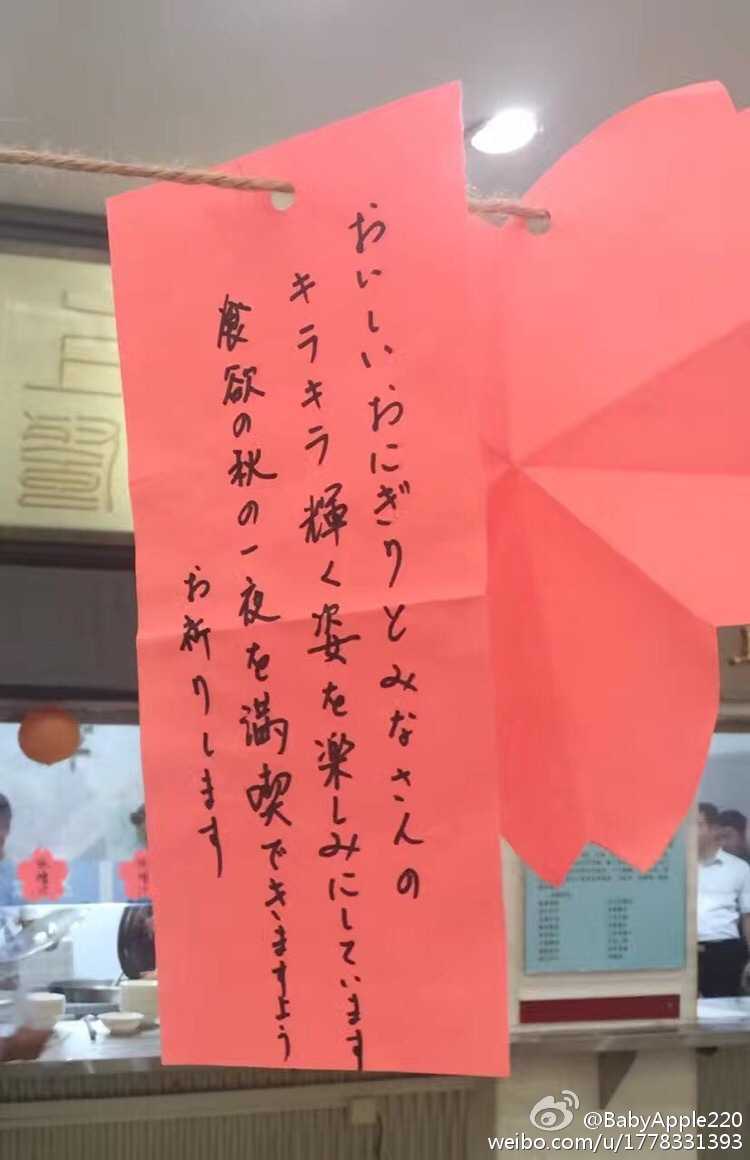 おいしいおにぎりとみなさんの
キラキラ輝く姿を楽しみにしています
食欲の秋の一夜を満喫できますよう
お祈りします
@BabyApple220
weibo.com/u/1778331393